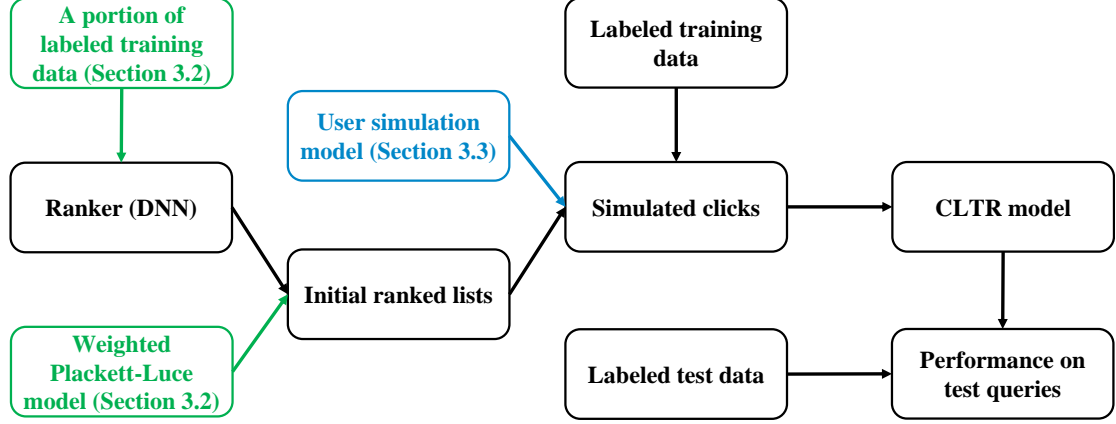 A portion of
labeled training
data (Section 3.2)
Labeled training
data
User simulation
model (Section 3.3)
Ranker (DNN)
Simulated clicks
CLTR model
Initial ranked lists
Weighted
Plackett-Luce
model (Section 3.2)
Labeled test data
Performance on
test queries